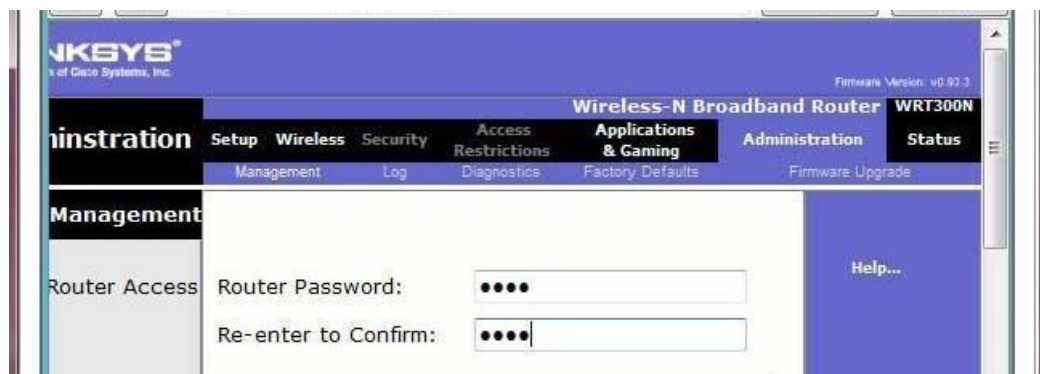 NKSYS®
of Cisco Systems, Inc.
Firmware Version: v0.93.3
Wireless-N Broadband Router WRT300N
ninstration
Setup Wireless Security Access Restrictions Applications & Gaming Administration Status
Management Log Diagnostics Factory Defaults Firmware Upgrade
Management
Help...
Router Access Router Password: ••••
Re-enter to Confirm: ••••